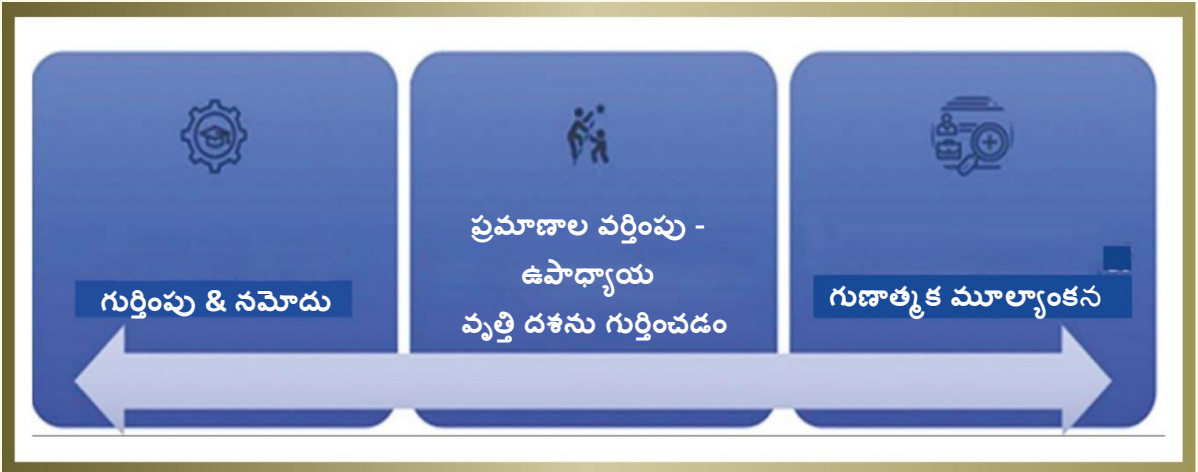 గుర్తింపు & నమోదు
ప్రమాణాల వర్తింపు -
ఉపాధ్యాయ
వృత్తి దశను గుర్తించడం
గుణాత్మక మూల్యాంకన